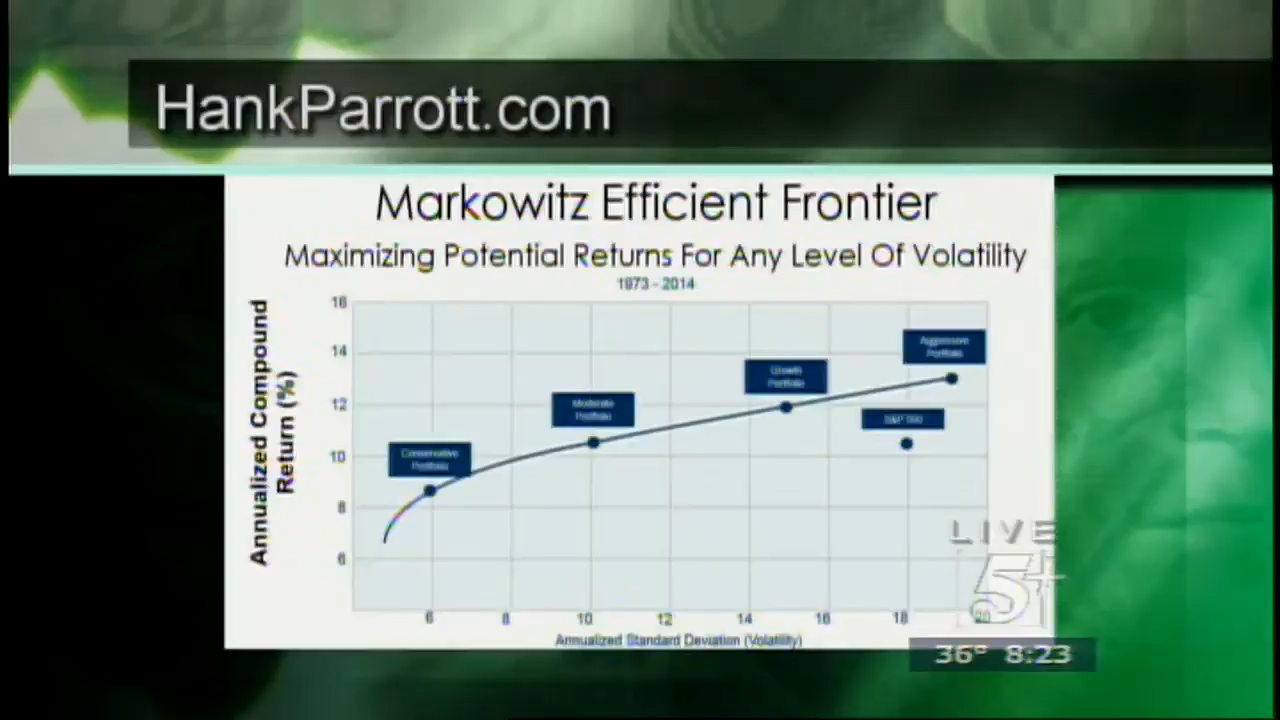 HankParrott.com
Markowitz Efficient Frontier
Maximizing Potential Returns For Any Level Of Volatility
1973 - 2014
Annualized Compound
Return (%)
16
14
12
10
8
6
Aggressive
Portfolio
Growth
Portfolio
Moderate
Portfolio
S&P 500
Conservative
Portfolio
6 8 10 12 14 16 18 20
Annualized Standard Deviation (Volatility)
LIVE
5+
36° 8:23